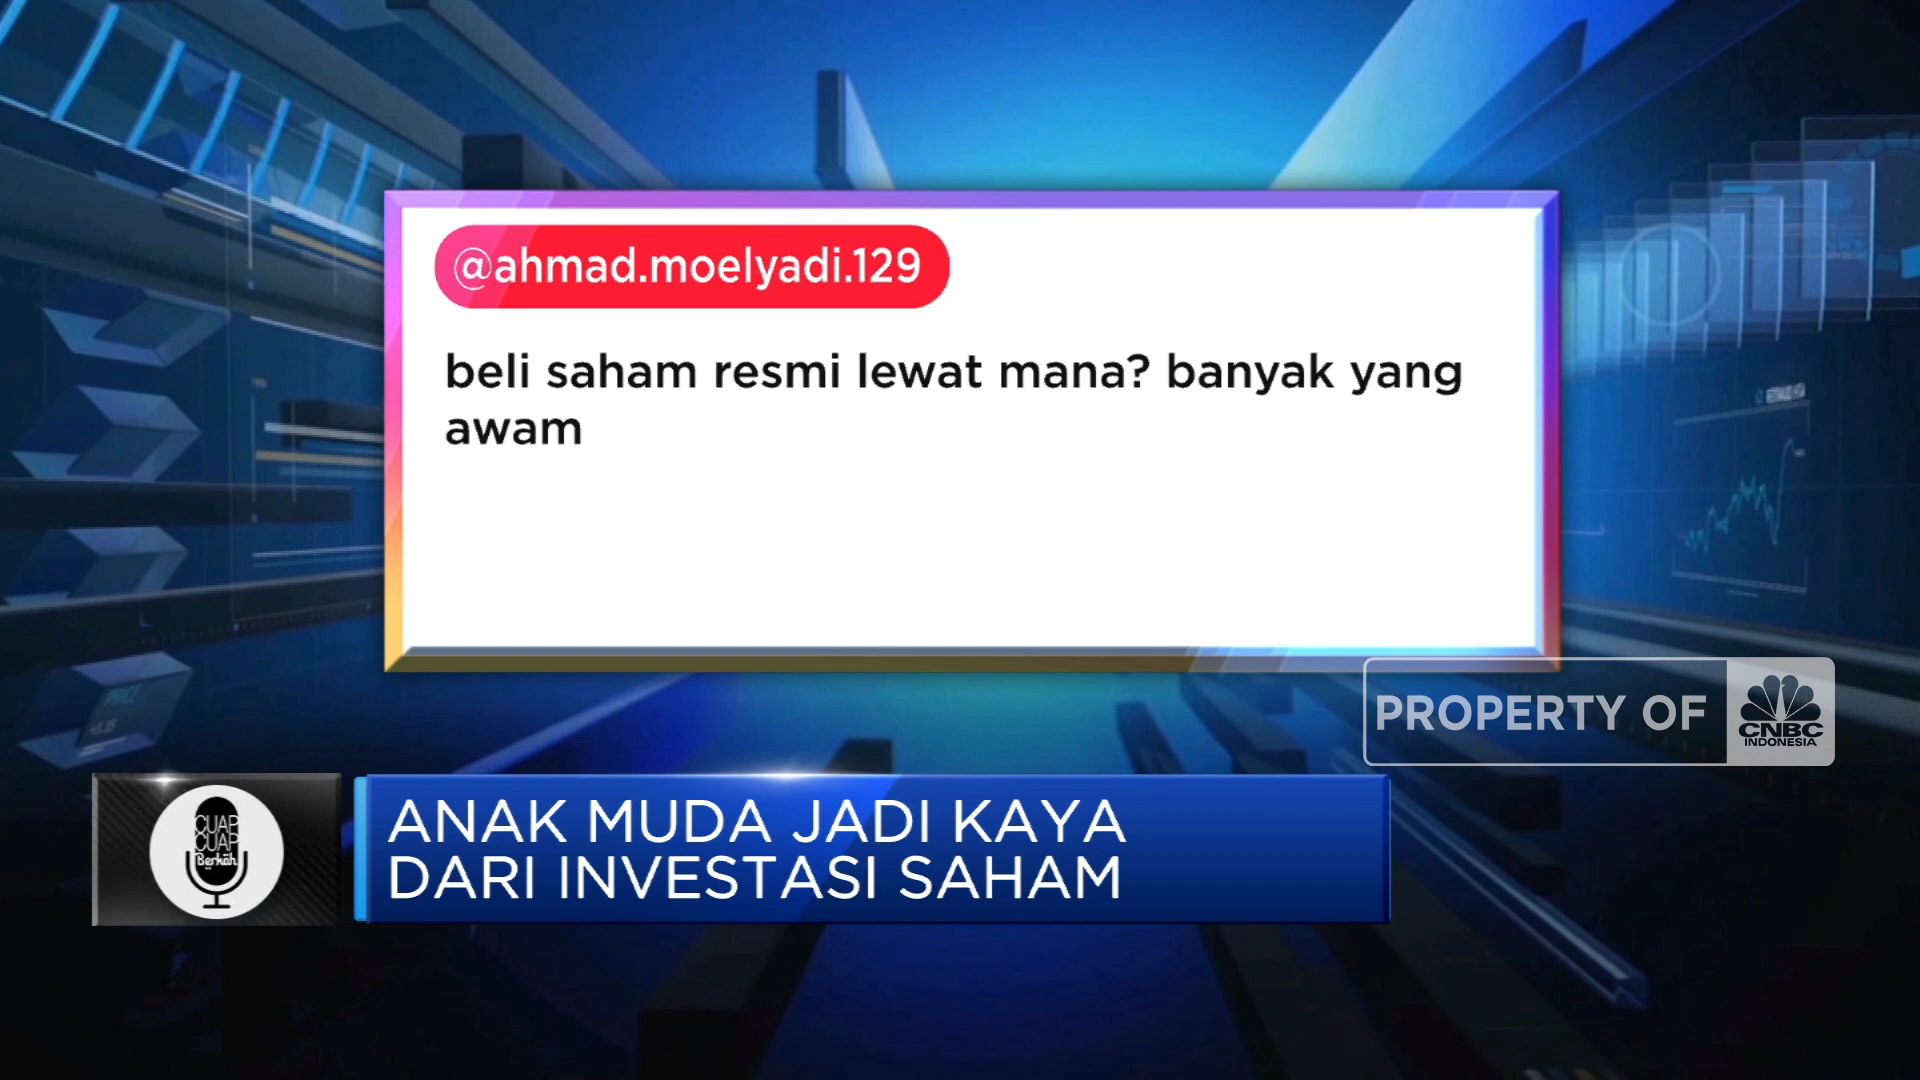 @ahmad.moelyadi.129
beli saham resmi lewat mana? banyak yang
awam
PROPERTY OF
CNBC
INDONESIA
CUAP
CUAP
Berkah
ANAK MUDA JADI KAYA
DARI INVESTASI SAHAM
PRICE